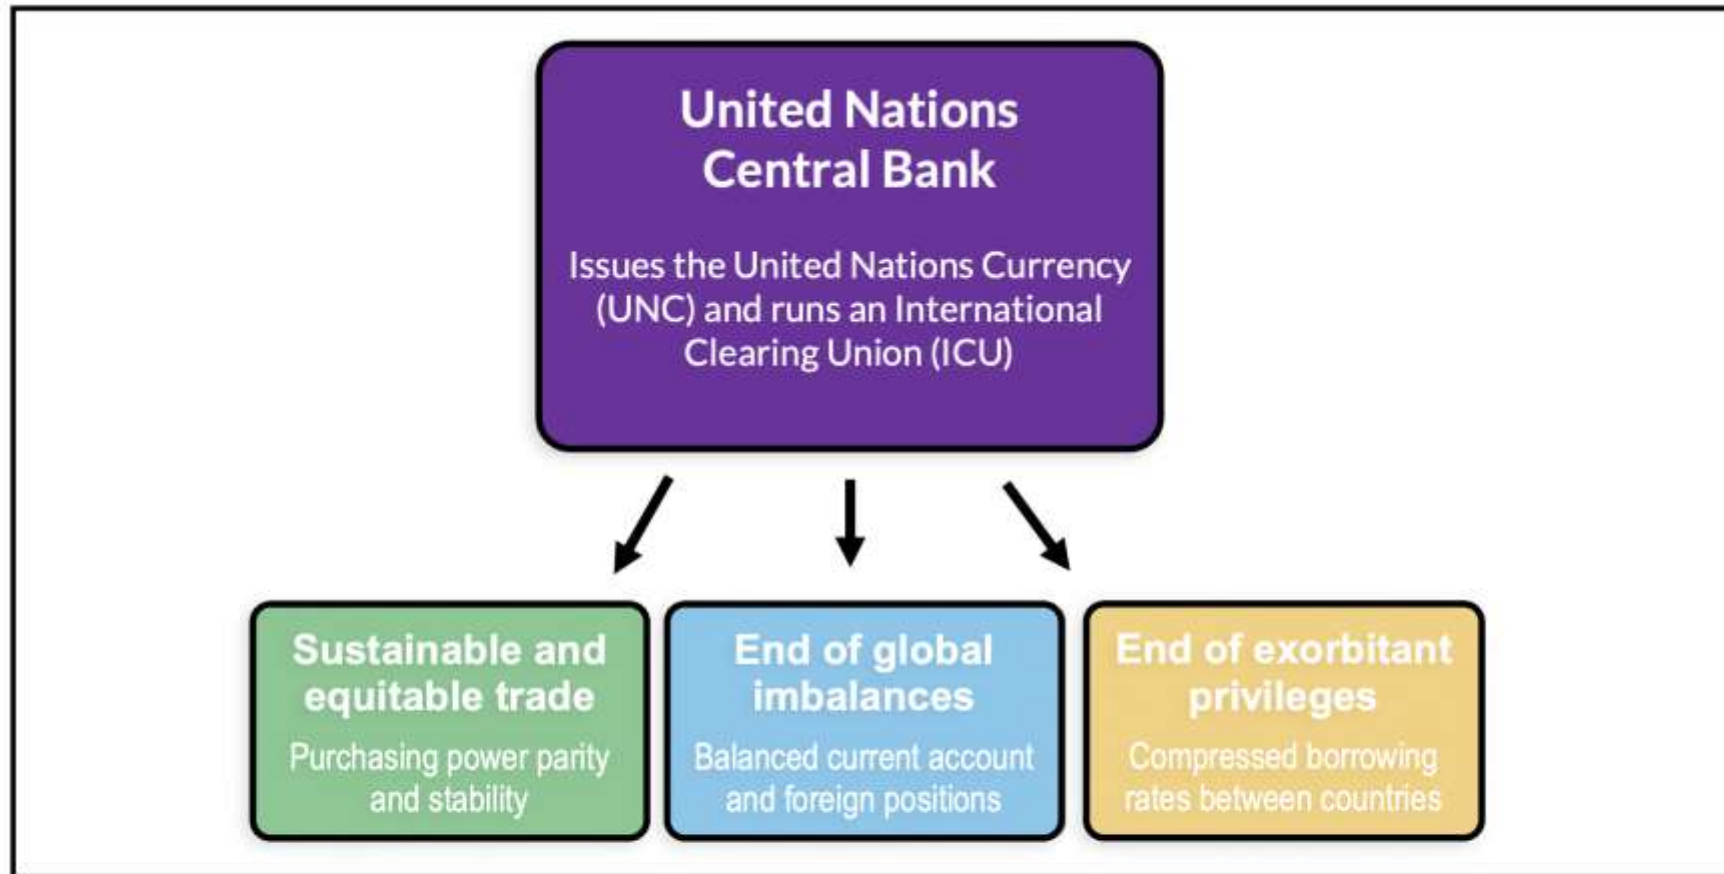 United Nations
Central Bank
Issues the United Nations Currency
(UNC) and runs an International
Clearing Union (ICU)
Sustainable and
equitable trade
Purchasing power parity
and stability
End of global
imbalances
Balanced current account
and foreign positions
End of exorbitant
privileges
Compressed borrowing
rates between countries